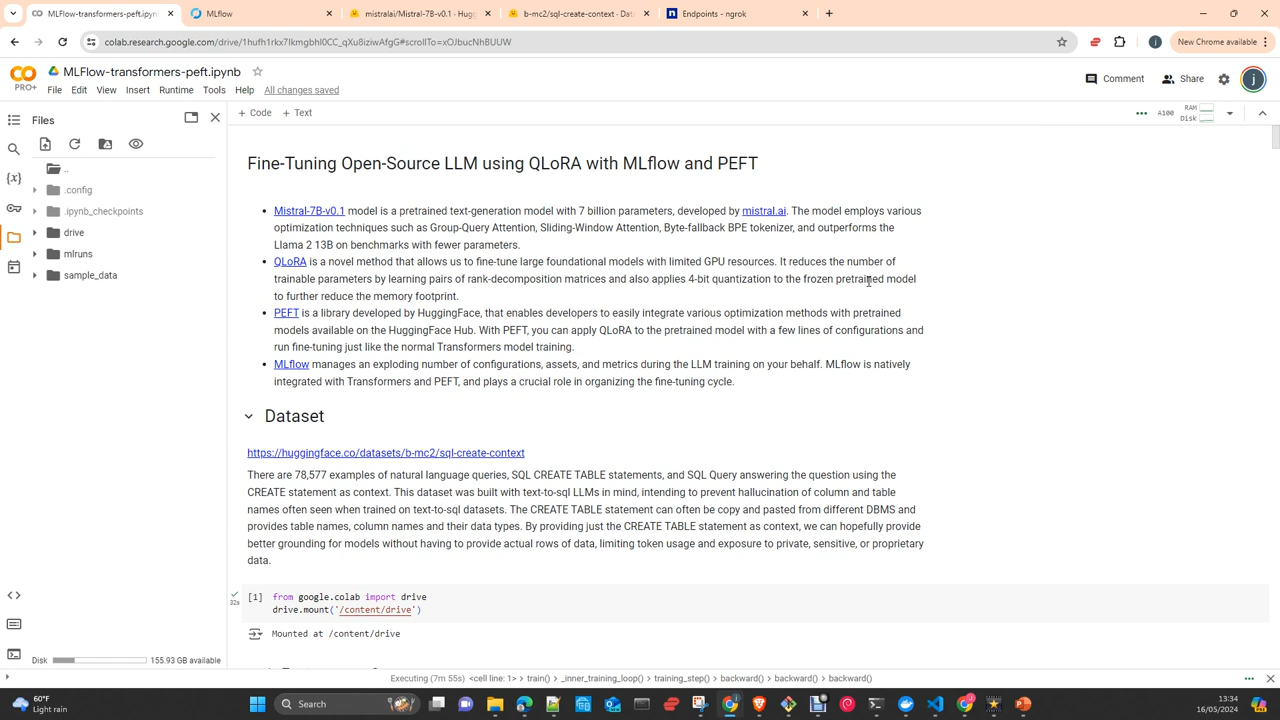 MLFlow-transformers-peft.ipynb
MLflow
mistralai/Mistral-7B-v0.1 · Hugg
b-mc2/sql-create-context · Dat
Endpoints - ngrok
colab.research.google.com/drive/1hufh1rkx7lkmgbhl0CC_qXu8iziwAfgG#scrollTo=xOJbucNhBUUW
New Chrome available
MLFlow-transformers-peft.ipynb
PRO+
File Edit View Insert Runtime Tools Help All changes saved
Comment Share
Files
+ Code + Text
A100 RAM
Disk
..
.config
.ipynb_checkpoints
drive
mlruns
sample_data
Fine-Tuning Open-Source LLM using QLoRA with MLflow and PEFT
• Mistral-7B-v0.1 model is a pretrained text-generation model with 7 billion parameters, developed by mistral.ai. The model employs various
optimization techniques such as Group-Query Attention, Sliding-Window Attention, Byte-fallback BPE tokenizer, and outperforms the
Llama 2 13B on benchmarks with fewer parameters.
• QLoRA is a novel method that allows us to fine-tune large foundational models with limited GPU resources. It reduces the number of
trainable parameters by learning pairs of rank-decomposition matrices and also applies 4-bit quantization to the frozen pretrained model
to further reduce the memory footprint.
• PEFT is a library developed by HuggingFace, that enables developers to easily integrate various optimization methods with pretrained
models available on the HuggingFace Hub. With PEFT, you can apply QLoRA to the pretrained model with a few lines of configurations and
run fine-tuning just like the normal Transformers model training.
• MLflow manages an exploding number of configurations, assets, and metrics during the LLM training on your behalf. MLflow is natively
integrated with Transformers and PEFT, and plays a crucial role in organizing the fine-tuning cycle.
Dataset
https://huggingface.co/datasets/b-mc2/sql-create-context
There are 78,577 examples of natural language queries, SQL CREATE TABLE statements, and SQL Query answering the question using the
CREATE statement as context. This dataset was built with text-to-sql LLMs in mind, intending to prevent hallucination of column and table
names often seen when trained on text-to-sql datasets. The CREATE TABLE statement can often be copy and pasted from different DBMS and
provides table names, column names and their data types. By providing just the CREATE TABLE statement as context, we can hopefully provide
better grounding for models without having to provide actual rows of data, limiting token usage and exposure to private, sensitive, or proprietary
data.
[1] from google.colab import drive
32s
drive.mount('/content/drive')
Mounted at /content/drive
Disk 155.93 GB available
Executing (7m 55s) <cell line: 1> train() _inner_training_loop() training_step() backward() backward() backward()
60°F
Light rain
Search
13:34
16/05/2024